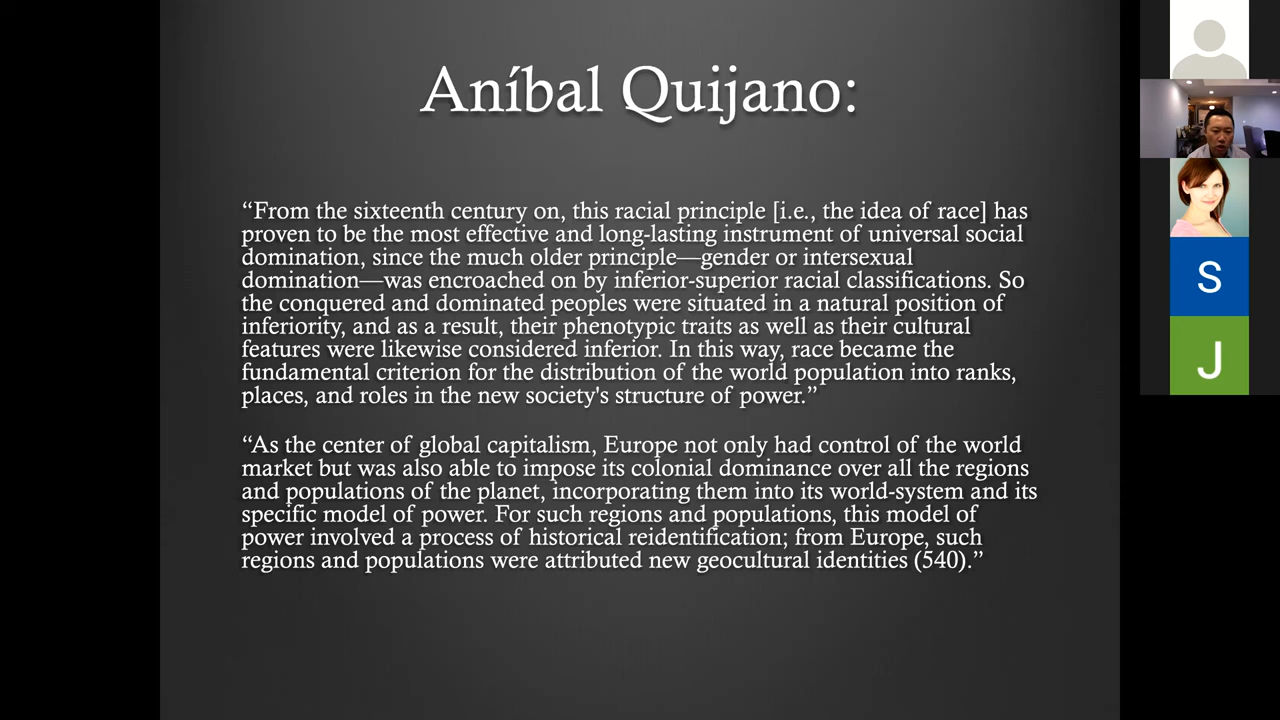 Aníbal Quijano:
“From the sixteenth century on, this racial principle [i.e., the idea of race] has
proven to be the most effective and long-lasting instrument of universal social
domination, since the much older principle—gender or intersexual
domination—was encroached on by inferior-superior racial classifications. So
the conquered and dominated peoples were situated in a natural position of
inferiority, and as a result, their phenotypic traits as well as their cultural
features were likewise considered inferior. In this way, race became the
fundamental criterion for the distribution of the world population into ranks,
places, and roles in the new society's structure of power.”
“As the center of global capitalism, Europe not only had control of the world
market but was also able to impose its colonial dominance over all the regions
and populations of the planet, incorporating them into its world-system and its
specific model of power. For such regions and populations, this model of
power involved a process of historical reidentification; from Europe, such
regions and populations were attributed new geocultural identities (540).”
S
J